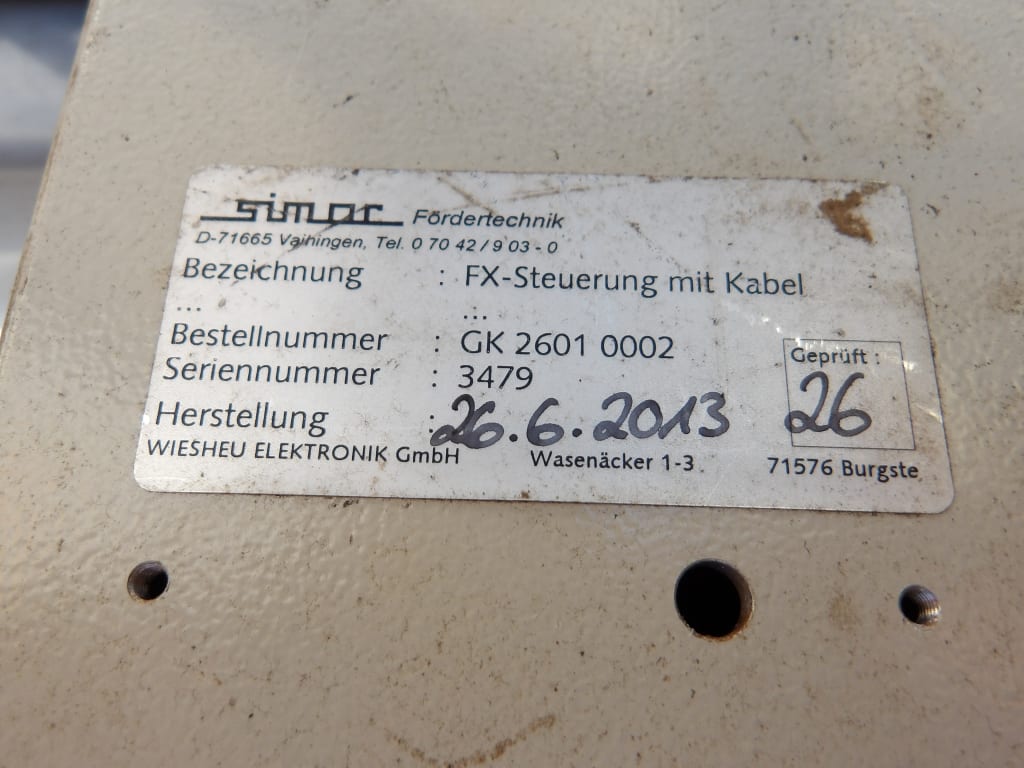 simar Fördertechnik
D-71665 Vaihingen, Tel. 0 70 42 / 9 03 - 0
Bezeichnung : FX-Steuerung mit Kabel
... ...
Bestellnummer : GK 2601 0002
Seriennummer : 3479
Geprüft :
26
Herstellung : 26.6.2013
WIESHEU ELEKTRONIK GmbH Wasenäcker 1-3 71576 Burgste